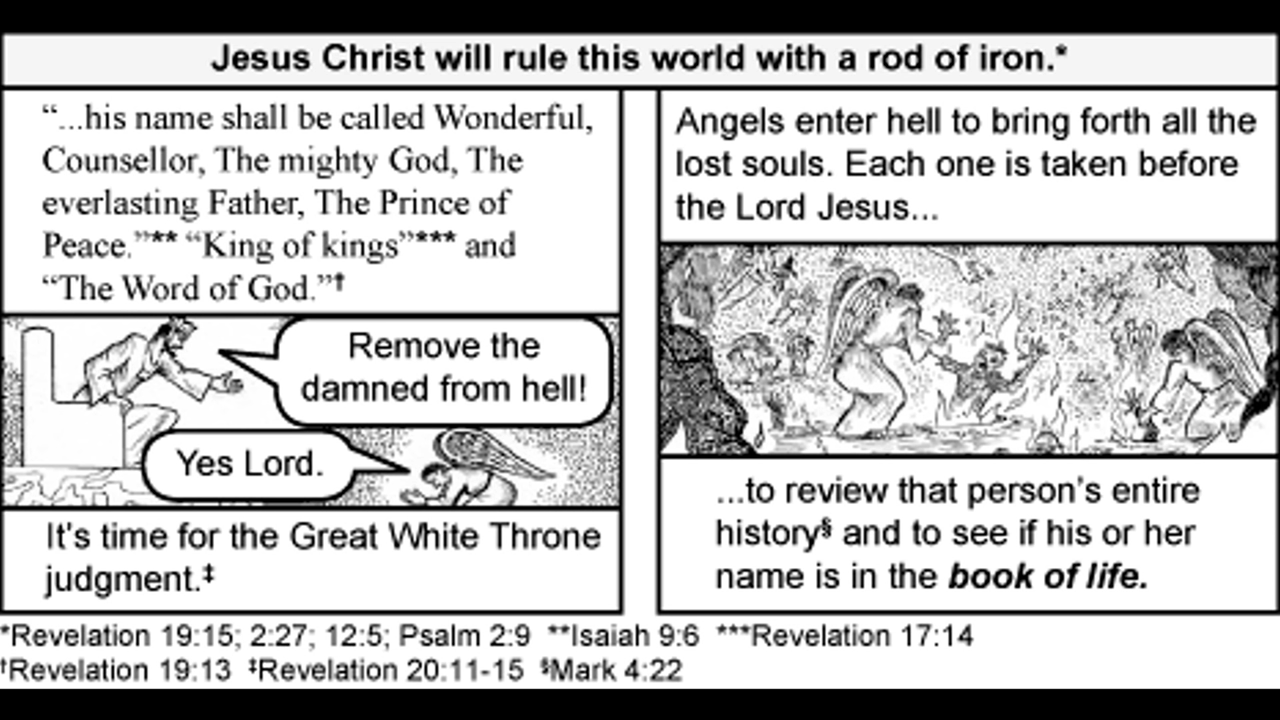 Jesus Christ will rule this world with a rod of iron.*
“...his name shall be called Wonderful,
Counsellor, The mighty God, The
everlasting Father, The Prince of
Peace.”** “King of kings”*** and
“The Word of God.”†
Remove the
damned from hell!
Yes Lord.
It’s time for the Great White Throne
judgment.‡
Angels enter hell to bring forth all the
lost souls. Each one is taken before
the Lord Jesus...
...to review that person’s entire
history§ and to see if his or her
name is in the book of life.
*Revelation 19:15; 2:27; 12:5; Psalm 2:9 **Isaiah 9:6 ***Revelation 17:14
†Revelation 19:13 ‡Revelation 20:11-15 §Mark 4:22